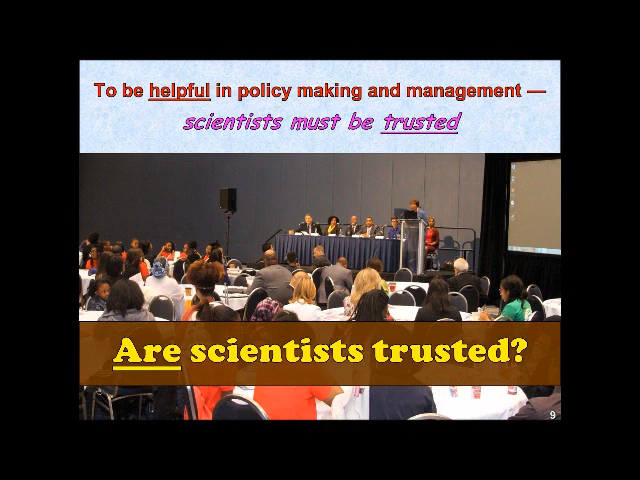 To be helpful in policy making and management —
scientists must be trusted
Are scientists trusted?
9